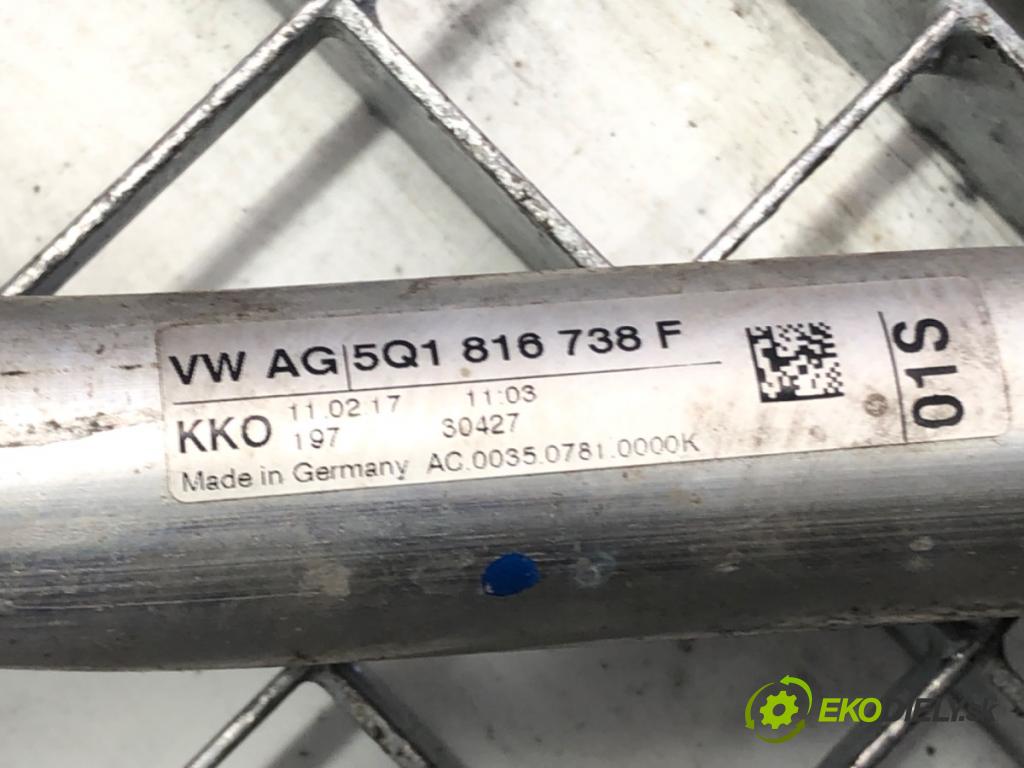 VW AG 5Q1 816 738 F
KKO 11.02.17 11:03
197 30427
Made in Germany AC.0035.0781.0000K
01S
EKODIELY.sk